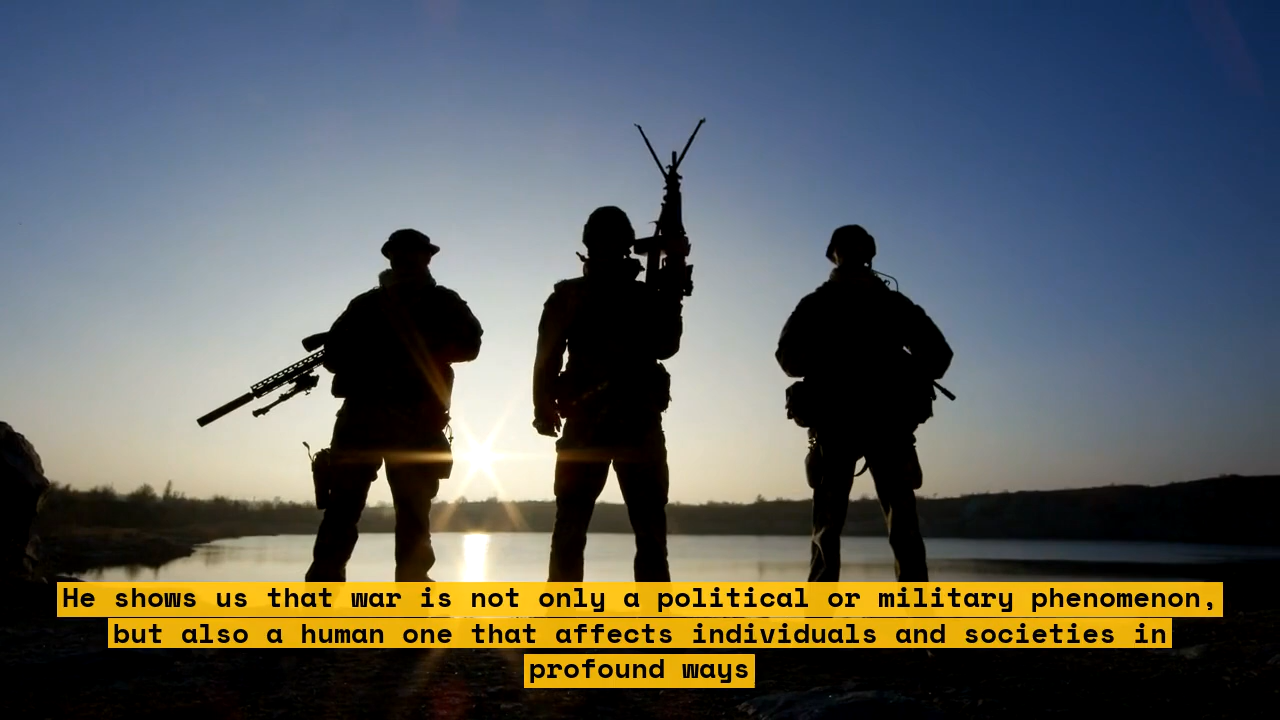 He shows us that war is not only a political or military phenomenon,
but also a human one that affects individuals and societies in
profound ways